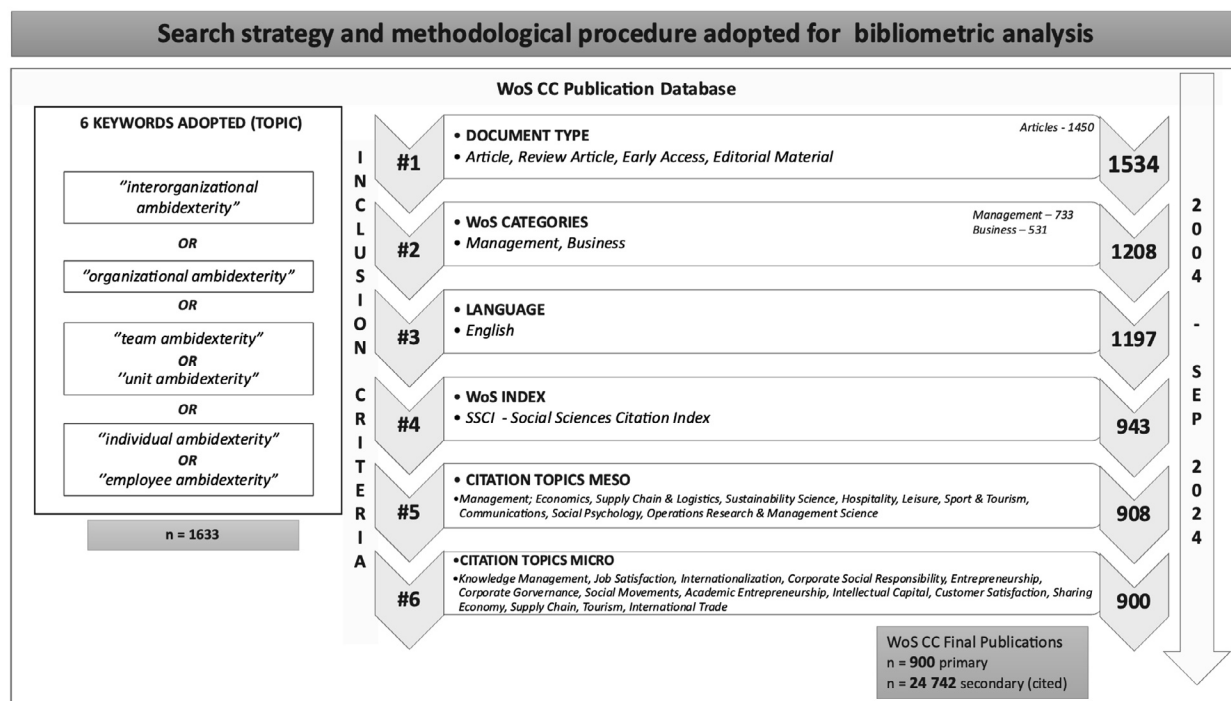 Search strategy and methodological procedure adopted for bibliometric analysis
WoS CC Publication Database
6 KEYWORDS ADOPTED (TOPIC)
"interorganizational
ambidexterity"
OR
"organizational ambidexterity"
OR
"team ambidexterity"
OR
"unit ambidexterity"
OR
"individual ambidexterity"
OR
"employee ambidexterity"
n = 1633
INCLUSION CRITERIA
#1
• DOCUMENT TYPE
• Article, Review Article, Early Access, Editorial Material
Articles - 1450
1534
#2
• WoS CATEGORIES
• Management, Business
Management – 733
Business – 531
1208
#3
• LANGUAGE
• English
1197
#4
• WoS INDEX
• SSCI - Social Sciences Citation Index
943
#5
• CITATION TOPICS MESO
•Management; Economics, Supply Chain & Logistics, Sustainability Science, Hospitality, Leisure, Sport & Tourism,
Communications, Social Psychology, Operations Research & Management Science
908
#6
•CITATION TOPICS MICRO
•Knowledge Management, Job Satisfaction, Internationalization, Corporate Social Responsibility, Entrepreneurship,
Corporate Gorvernance, Social Movements, Academic Entrepreneurship, Intellectual Capital, Customer Satisfaction, Sharing
Economy, Supply Chain, Tourism, International Trade
900
2004 - SEP 2024
WoS CC Final Publications
n = 900 primary
n = 24 742 secondary (cited)